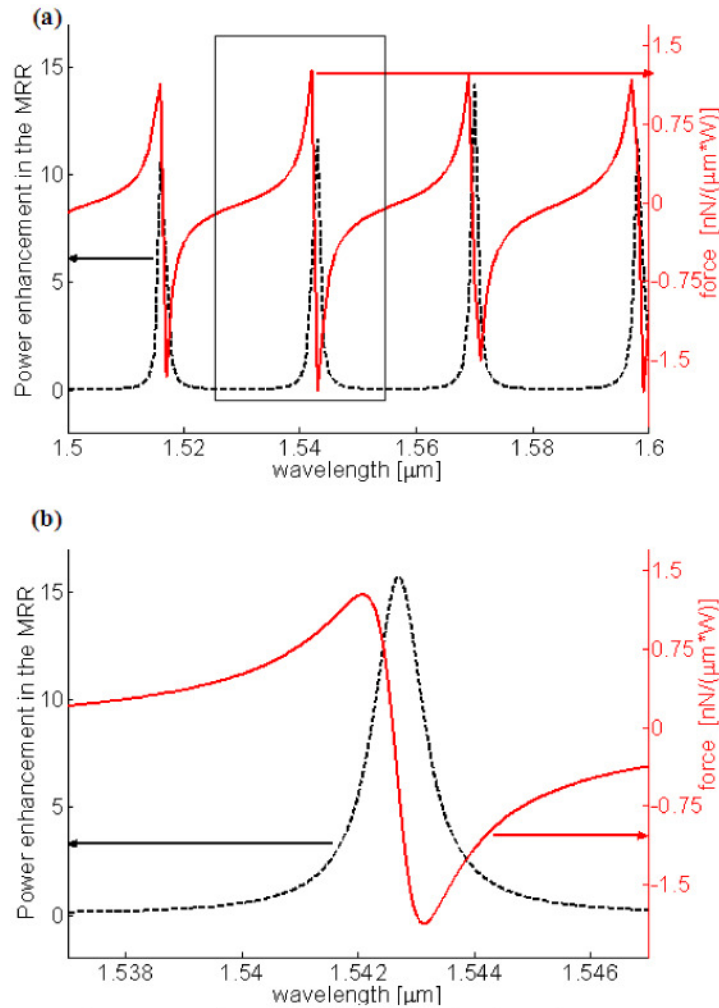 (a)
15
10
5
0
Power enhancement in the MRR
1.5
0.75
0
-0.75
-1.5
force [nN/(μm*W)]
1.5 1.52 1.54 1.56 1.58 1.6
wavelength [μm]
(b)
15
10
5
0
Power enhancement in the MRR
1.5
0.75
0
-0.75
-1.5
force [nN/(μm*W)]
1.538 1.54 1.542 1.544 1.546
wavelength [μm]